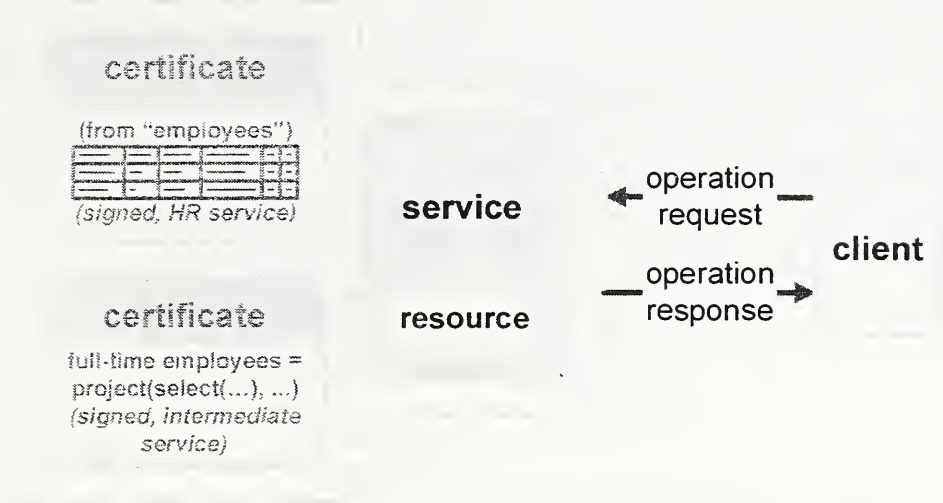 certificate
(from “employees”)
(signed, HR service)
certificate
full-time employees =
project(select(...), ...)
(signed, intermediate
service)
service
resource
operation
request
operation
response
client